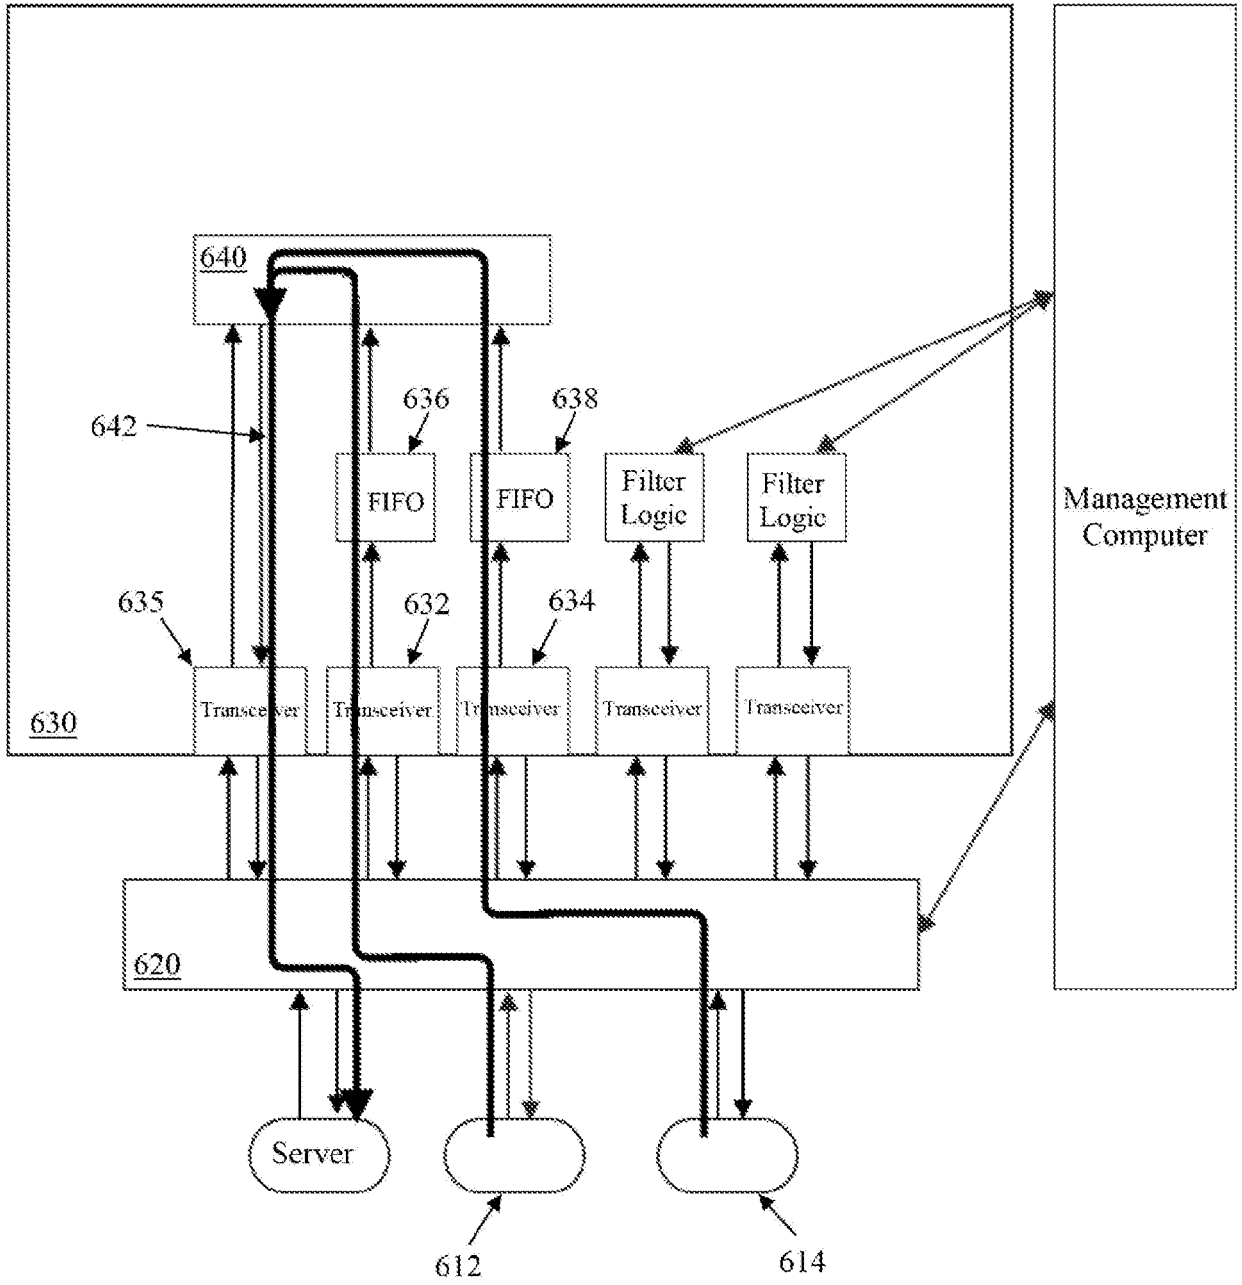 640
636
638
642
FIFO
FIFO
Filter
Logic
Filter
Logic
Management
Computer
635
632
634
Transceiver
Transceiver
Transceiver
Transceiver
Transceiver
630
620
Server
612
614